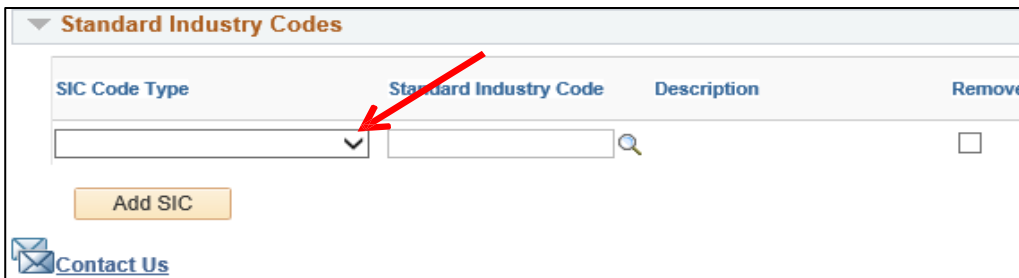 Standard Industry Codes
SIC Code Type Standard Industry Code Description Remove
Add SIC
Contact Us